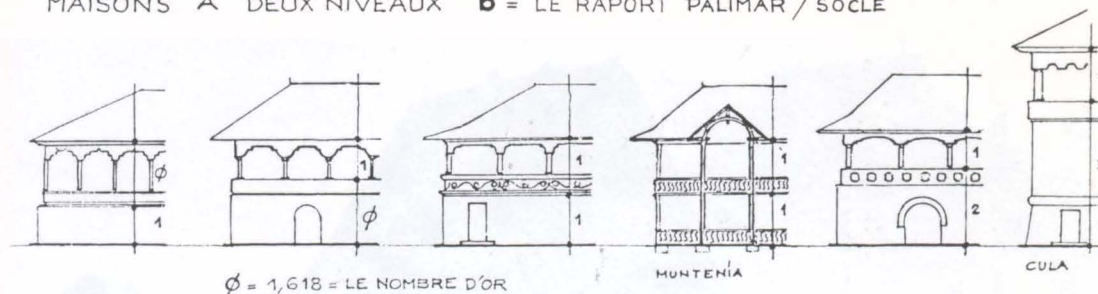 MAISONS A DEUX NIVEAUX b = LE RAPORT PALIMAR / SOCLE
Ø 1
1 Ø
1 1
1 1
1 2
MUNTENÍA
CULA
Ø = 1,618 = LE NOMBRE D'OR